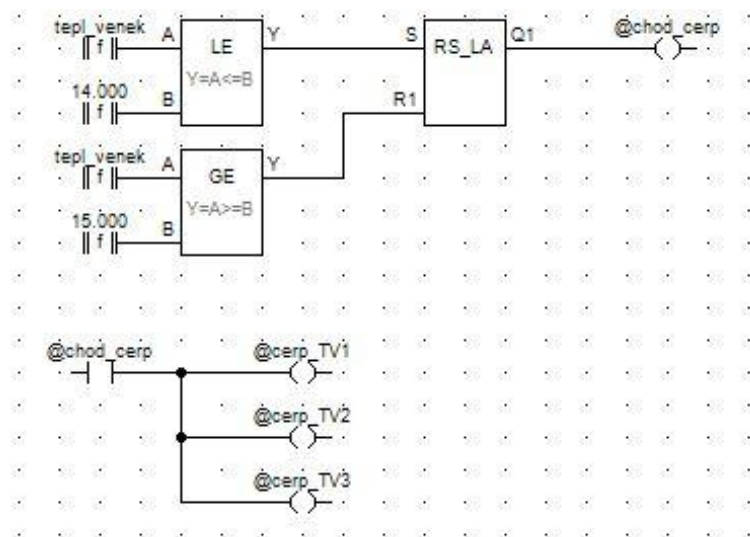 tepl_venek
f
A
LE
Y
Y=A<=B
14.000
f
B
S
RS_LA
Q1
R1
@chod_cerp
tepl_venek
f
A
GE
Y
Y=A>=B
15.000
f
B
@chod_cerp
@cerp_TV1
@cerp_TV2
@cerp_TV3